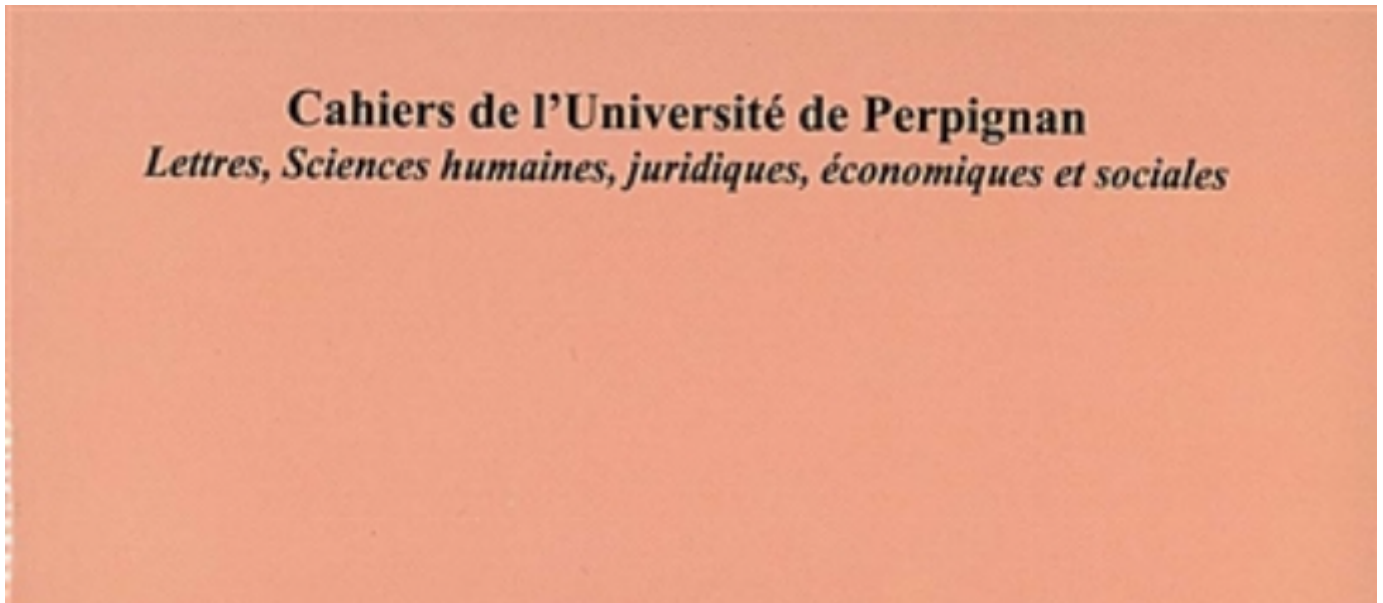 Cahiers de l’Université de Perpignan
Lettres, Sciences humaines, juridiques, économiques et sociales